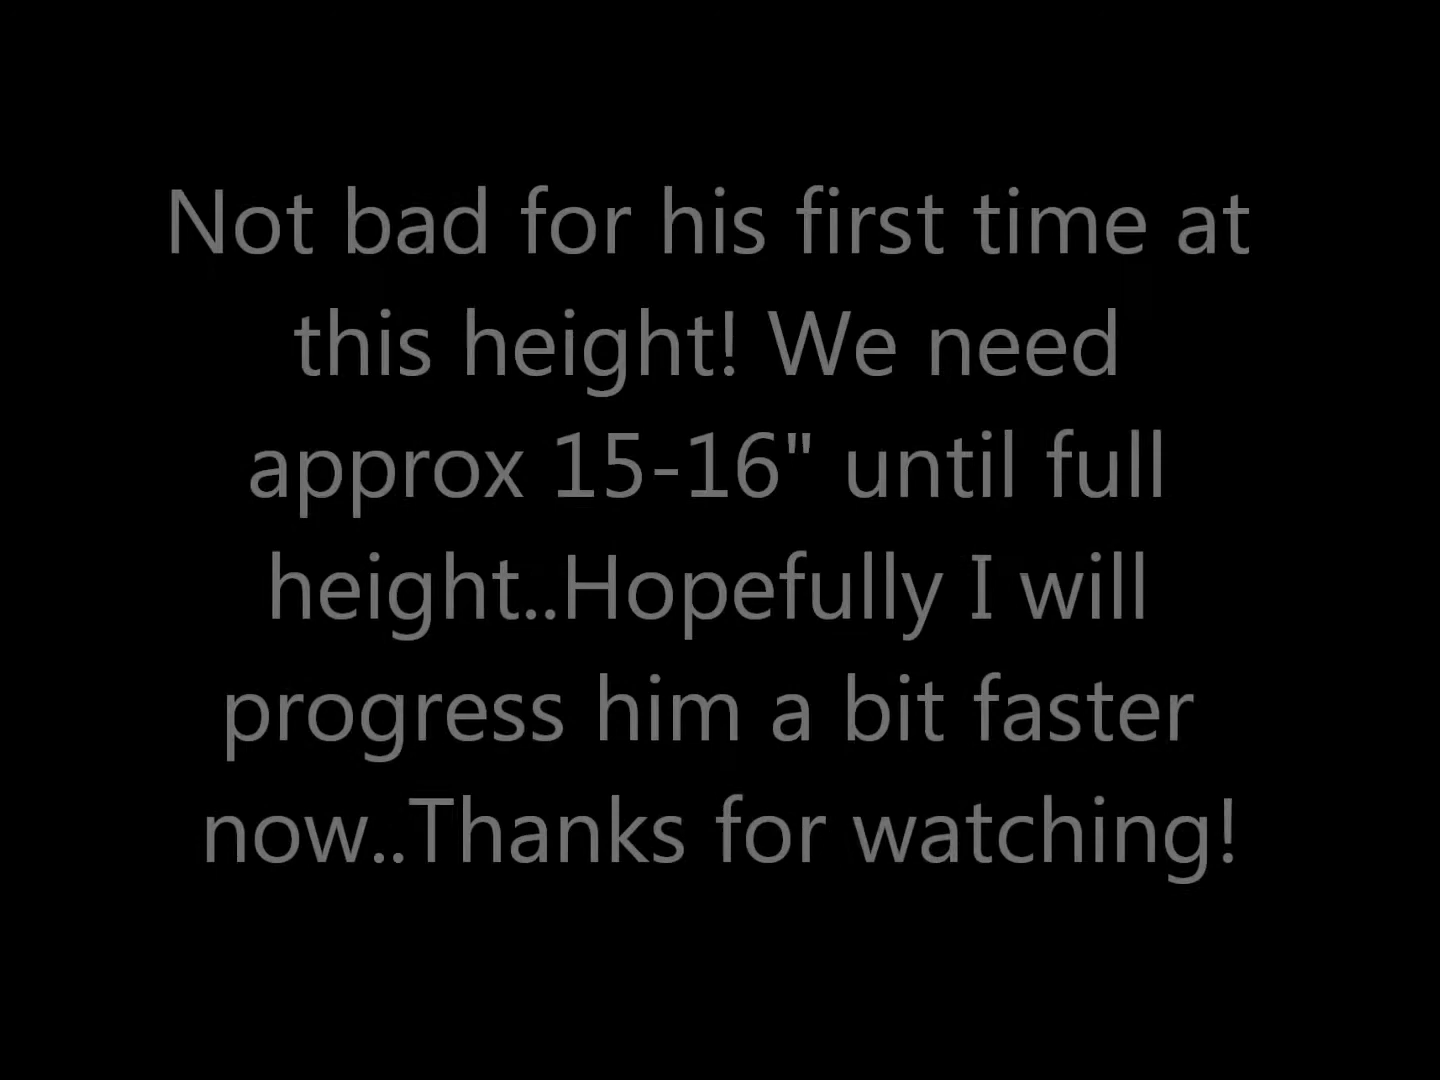 Not bad for his first time at
this height! We need
approx 15-16" until full
height..Hopefully I will
progress him a bit faster
now..Thanks for watching!